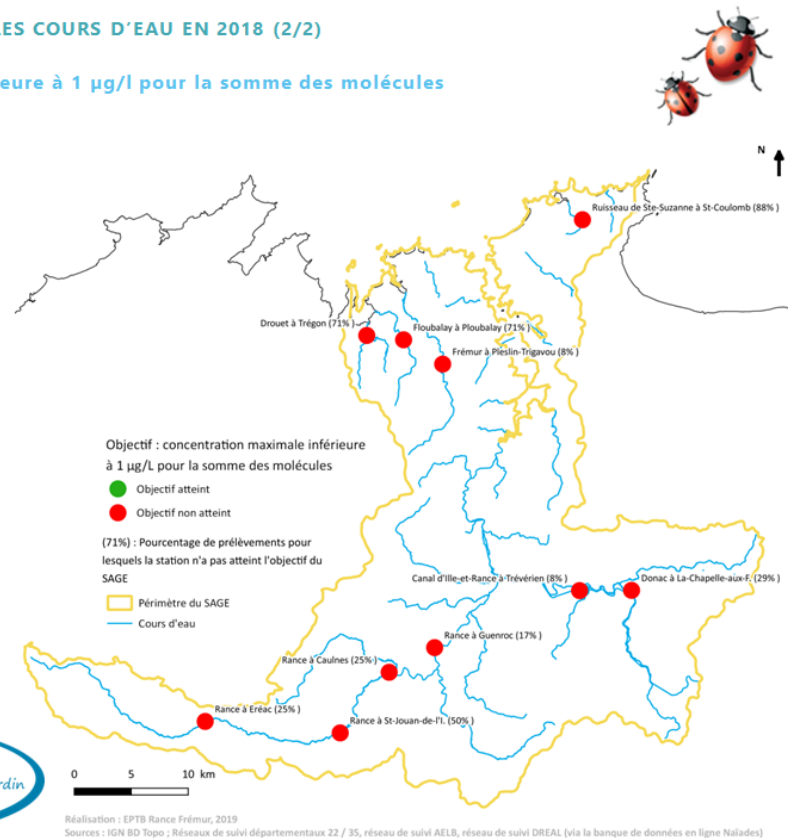 LES COURS D'EAU EN 2018 (2/2)
eure à 1 µg/l pour la somme des molécules
N
Ruisseau de Ste-Suzanne à St-Coulomb (88% )
Drouet à Trégon (71% )
Floubalay à Ploubalay (71% )
Frémur à Pleslin-Trigavou (8% )
Objectif : concentration maximale inférieure
à 1 µg/L pour la somme des molécules
Objectif atteint
Objectif non atteint
(71%) : Pourcentage de prélèvements pour
lesquels la station n'a pas atteint l'objectif du
SAGE
Périmètre du SAGE
Cours d'eau
Canal d'Ille-et-Rance à Trévérien (8% )
Donac à La-Chapelle-aux-F. (29% )
Rance à Guenroc (17% )
Rance à Caulnes (25% )
Rance à Eréac (25% )
Rance à St-Jouan-de-l'I. (50% )
rdin
0 5 10 km
Réalisation : EPTB Rance Frémur, 2019
Sources : IGN BD Topo ; Réseaux de suivi départementaux 22 / 35, réseau de suivi AELB, réseau de suivi DREAL (via la banque de données en ligne Naïades)